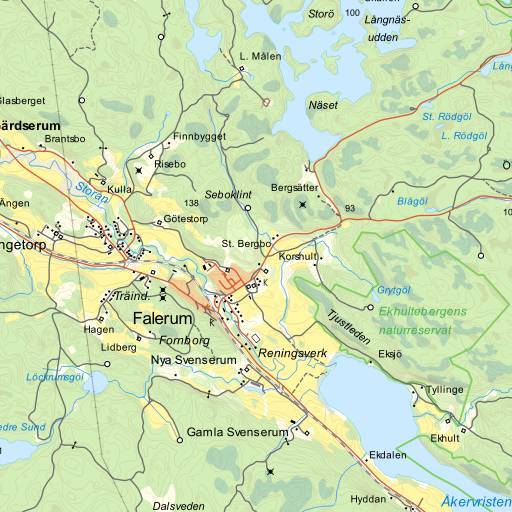 Storö
100
Långnäs-
udden
L. Målen
Glasberget
Näset
St. Rödgöl
L. Rödgöl
ärdserum
Brantsbo
Finnbygget
Risebo
Storån
Kulla
Ängen
138
Seboklint
Bergsätter
93
Blågöl
Götestorp
ngetorp
St. Bergbo
Korshult
K
Träind.
Grytgöl
Ekhultebergens
naturreservat
Tjustleden
Falerum
K
Hagen
Lidberg
Fornborg
Reningsverk
Nya Svenserum
Eksjö
Löckrumsgöl
Tyllinge
Gamla Svenserum
Ekhult
edre Sund
Ekdalen
Hyddan
Dalsveden
Åkervristen